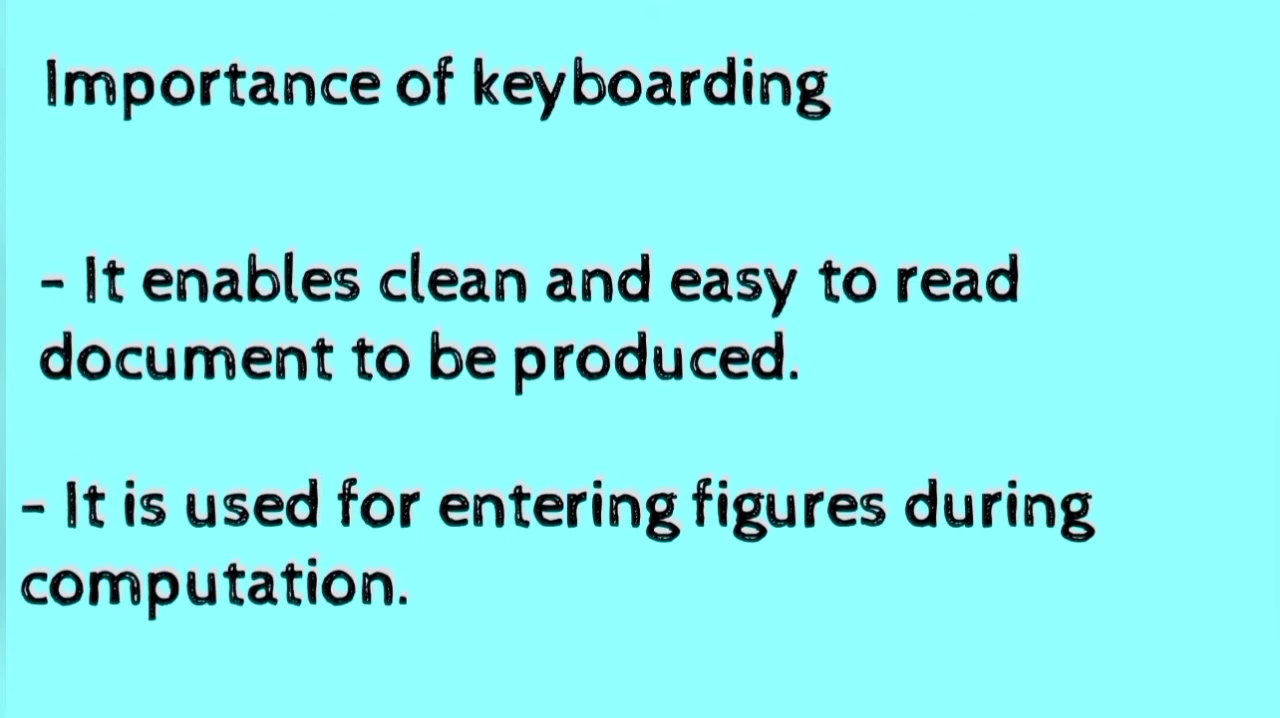 Importance of keyboarding
- It enables clean and easy to read
document to be produced.
- It is used for entering figures during
computation.